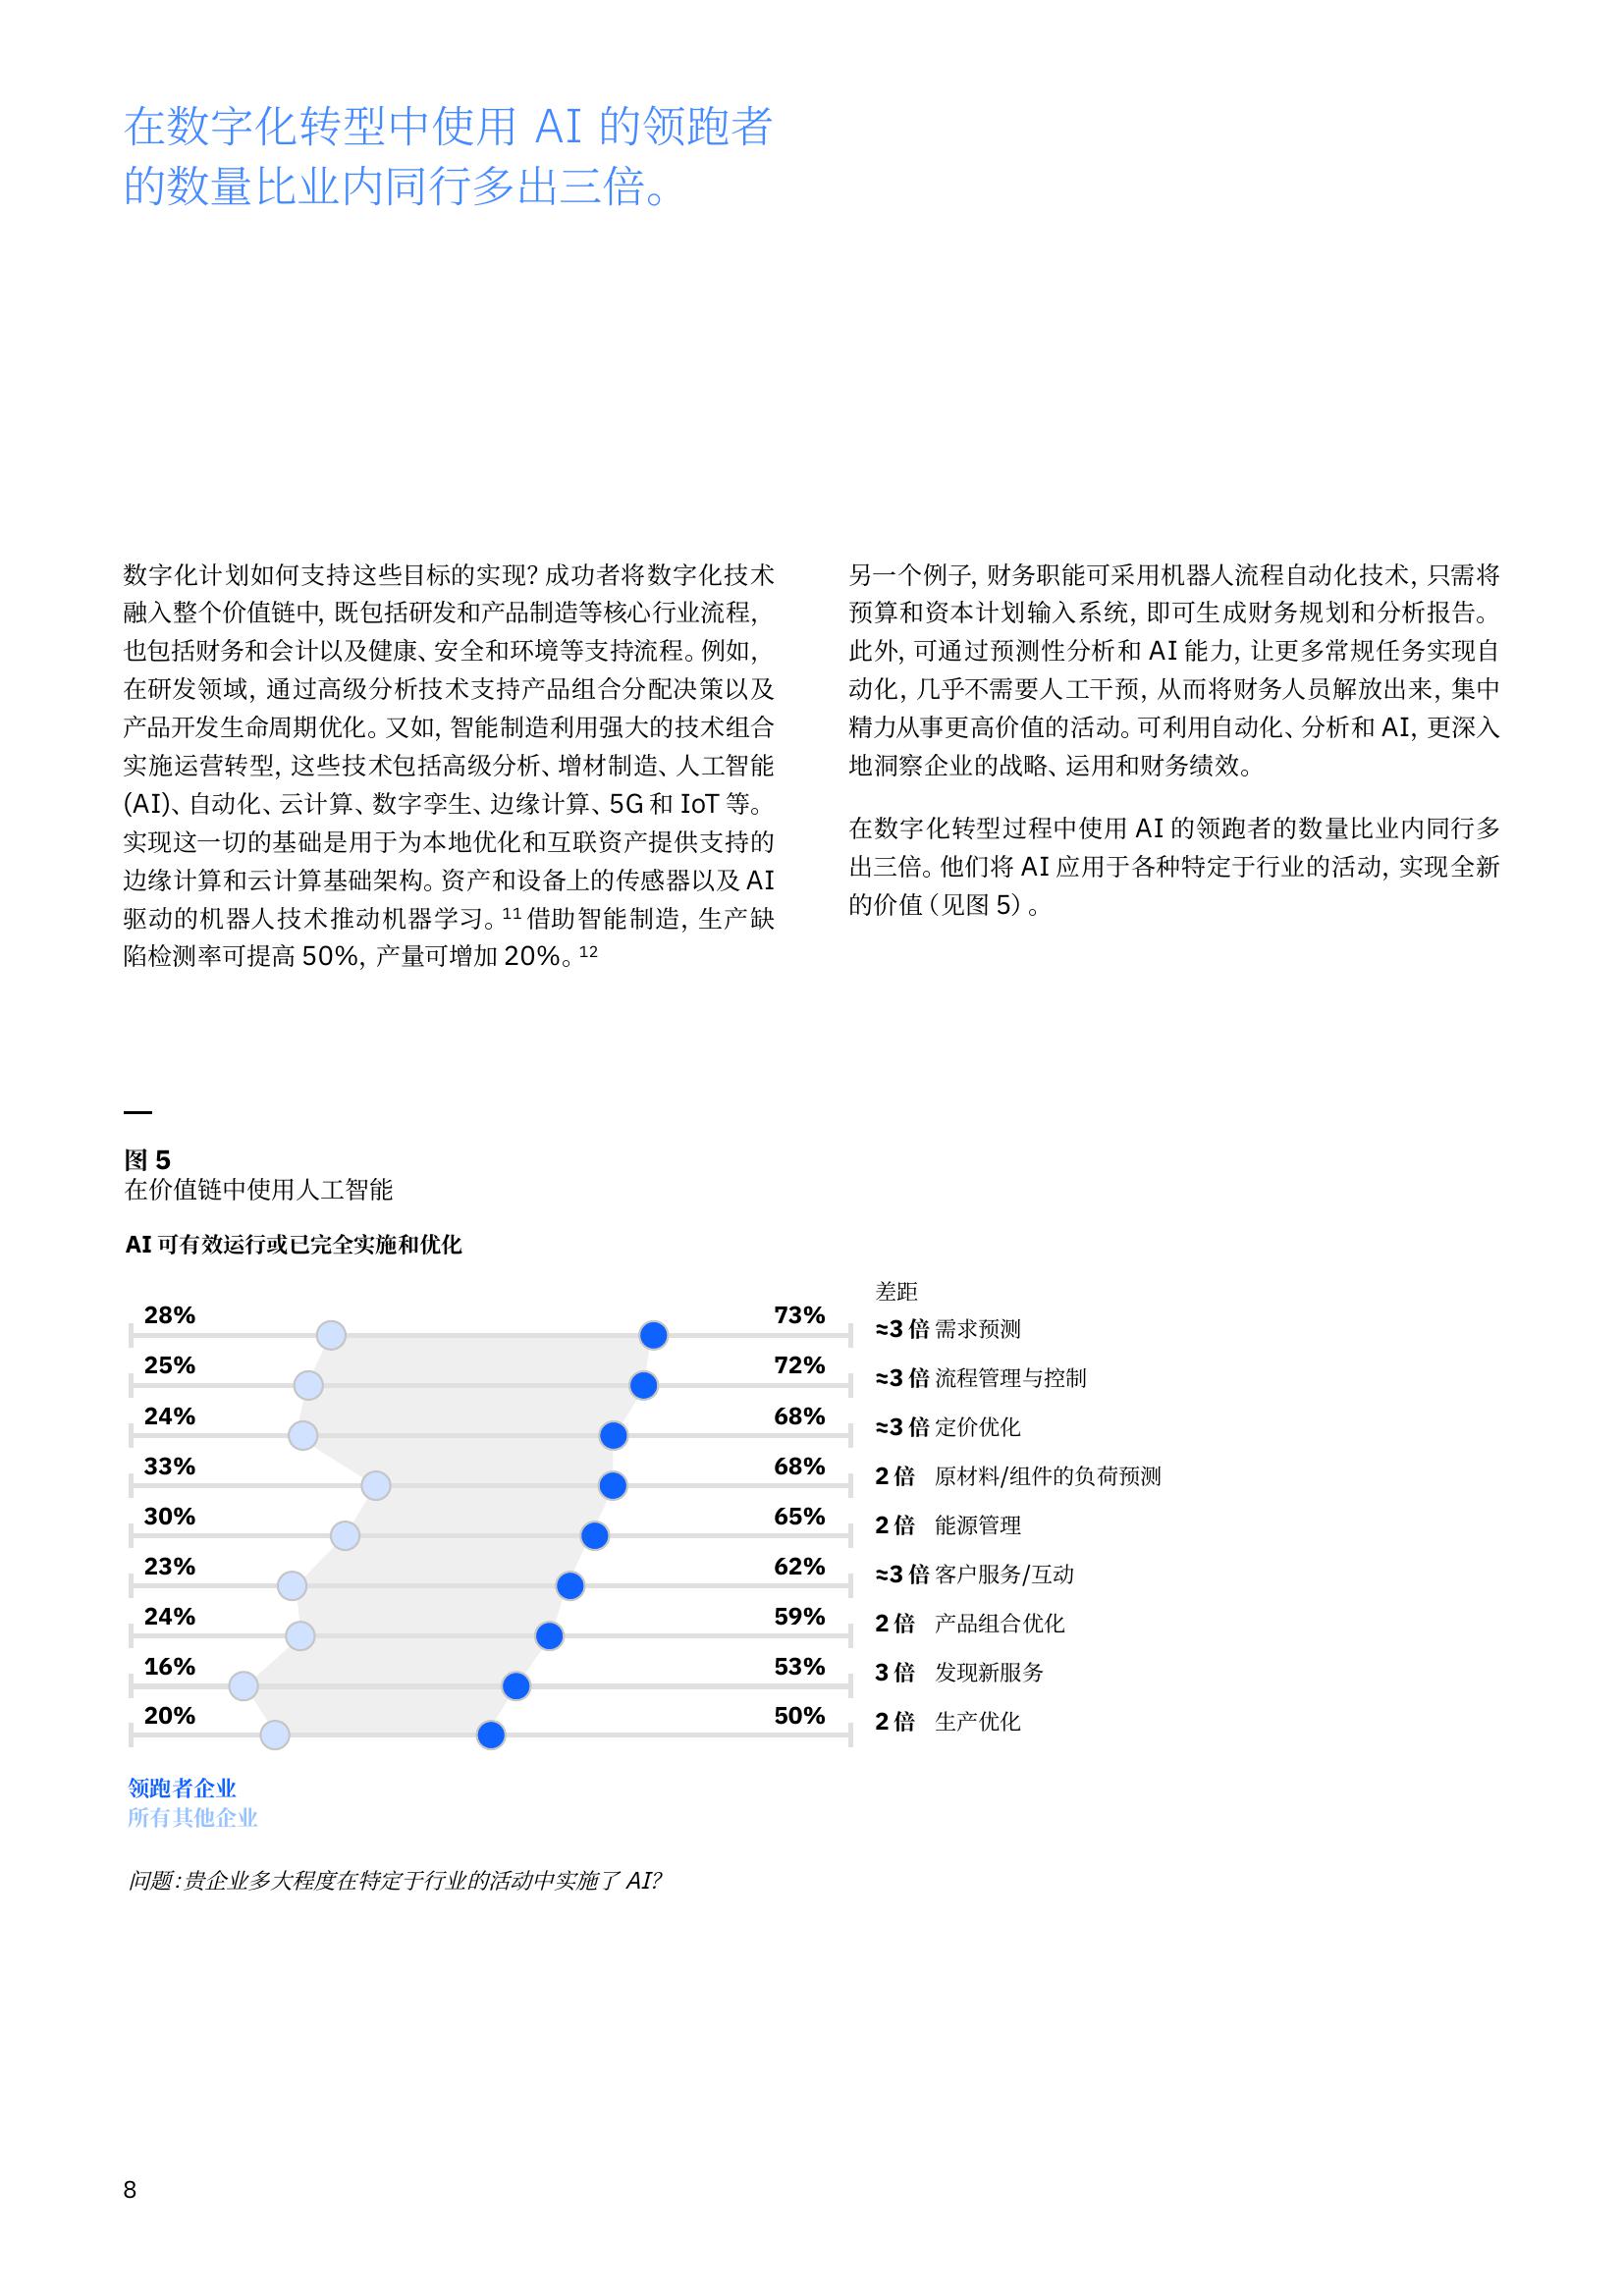 在数字化转型中使用 AI 的领跑者
的数量比业内同行多出三倍。
数字化计划如何支持这些目标的实现？成功者将数字化技术
融入整个价值链中，既包括研发和产品制造等核心行业流程，
也包括财务和会计以及健康、安全和环境等支持流程。例如，
在研发领域，通过高级分析技术支持产品组合分配决策以及
产品开发生命周期优化。又如，智能制造利用强大的技术组合
实施运营转型，这些技术包括高级分析、增材制造、人工智能
(AI)、自动化、云计算、数字孪生、边缘计算、5G 和 IoT 等。
实现这一切的基础是用于为本地优化和互联资产提供支持的
边缘计算和云计算基础架构。资产和设备上的传感器以及 AI
驱动的机器人技术推动机器学习。11 借助智能制造，生产缺
陷检测率可提高 50%，产量可增加 20%。12
另一个例子，财务职能可采用机器人流程自动化技术，只需将
预算和资本计划输入系统，即可生成财务规划和分析报告。
此外，可通过预测性分析和 AI 能力，让更多常规任务实现自
动化，几乎不需要人工干预，从而将财务人员解放出来，集中
精力从事更高价值的活动。可利用自动化、分析和 AI，更深入
地洞察企业的战略、运用和财务绩效。
在数字化转型过程中使用 AI 的领跑者的数量比业内同行多
出三倍。他们将 AI 应用于各种特定于行业的活动，实现全新
的价值（见图 5）。
图 5
在价值链中使用人工智能
AI 可有效运行或已完全实施和优化
差距
28% 73% ≈3 倍 需求预测
25% 72% ≈3 倍 流程管理与控制
24% 68% ≈3 倍 定价优化
33% 68% 2 倍 原材料/组件的负荷预测
30% 65% 2 倍 能源管理
23% 62% ≈3 倍 客户服务/互动
24% 59% 2 倍 产品组合优化
16% 53% 3 倍 发现新服务
20% 50% 2 倍 生产优化
领跑者企业
所有其他企业
问题：贵企业多大程度在特定于行业的活动中实施了 AI？
8